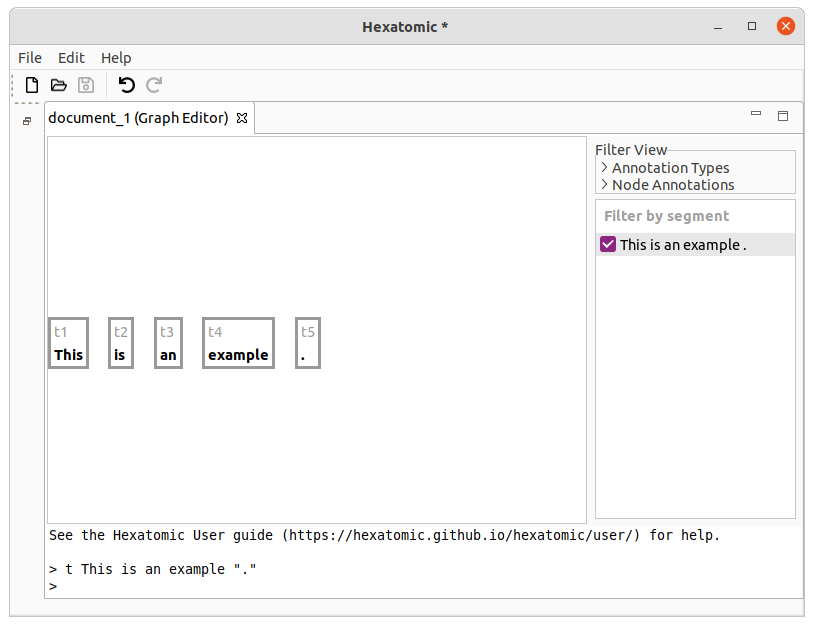 Hexatomic *
File Edit Help
document_1 (Graph Editor)
Filter View
Annotation Types
Node Annotations
Filter by segment
This is an example .
t1 t2 t3 t4 t5
This is an example .
See the Hexatomic User guide (https://hexatomic.github.io/hexatomic/user/) for help.
> t This is an example "."
>